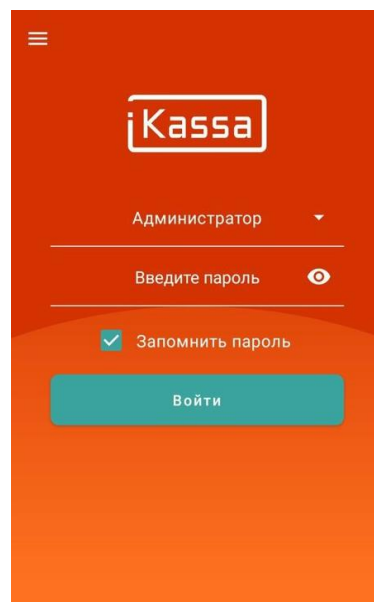 iKassa
Администратор
Введите пароль
Запомнить пароль
Войти